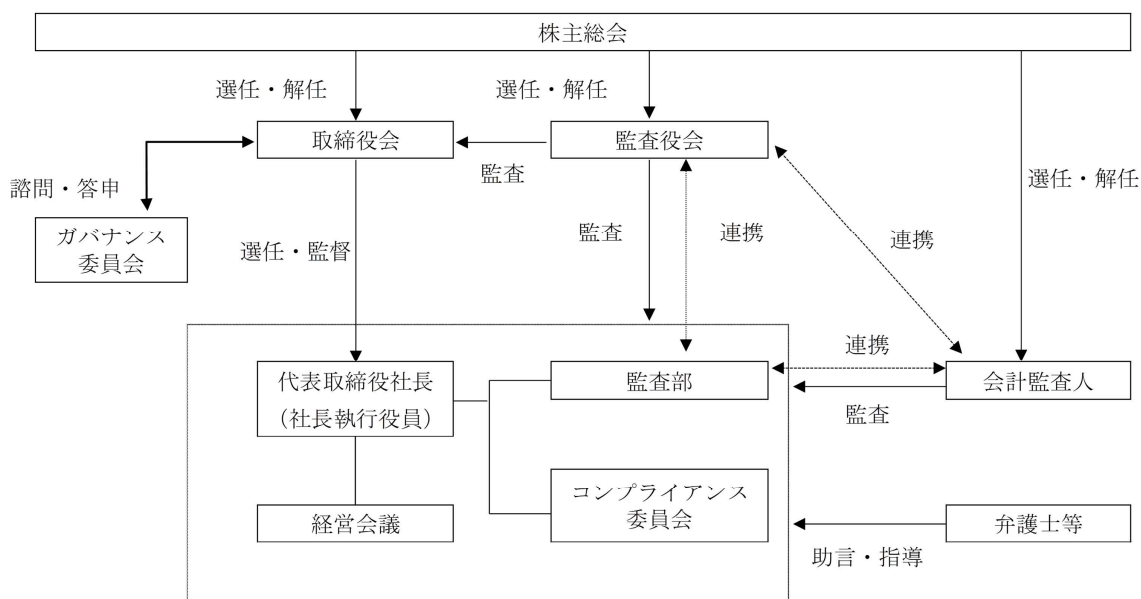 株主総会
選任・解任
選任・解任
取締役会
監査役会
監査
選任・解任
諮問・答申
ガバナンス
委員会
選任・監督
監査
連携
連携
代表取締役社長
(社長執行役員)
監査部
連携
会計監査人
監査
経営会議
コンプライアンス
委員会
弁護士等
助言・指導